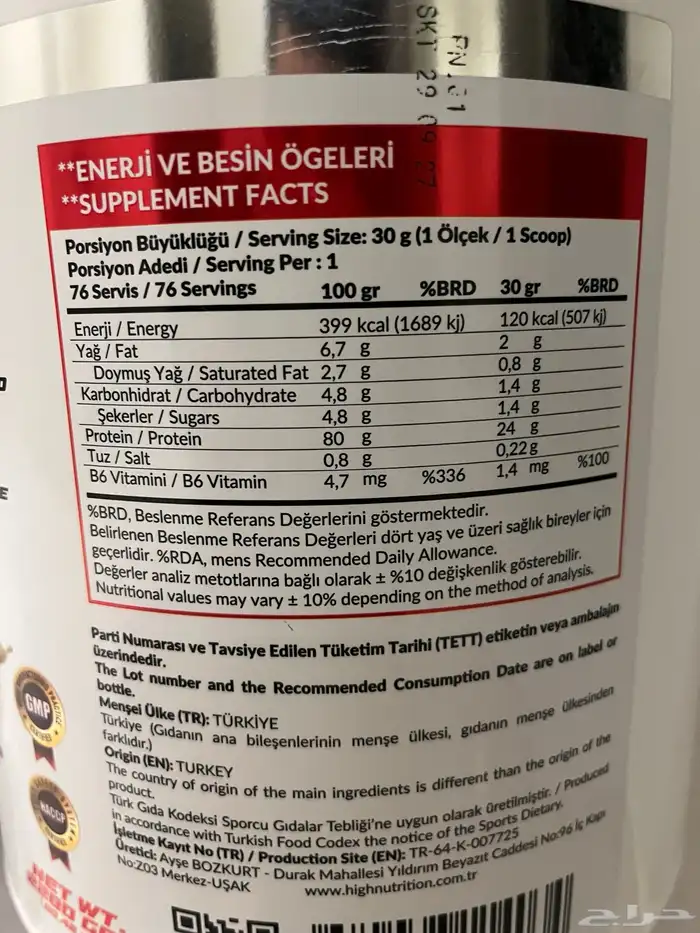 SKT 29 09 27
**ENERJİ VE BESİN ÖGELERİ
**SUPPLEMENT FACTS
Porsiyon Büyüklüğü / Serving Size: 30 g (1 Ölçek / 1 Scoop)
Porsiyon Adedi / Serving Per : 1
76 Servis / 76 Servings 100 gr %BRD 30 gr %BRD
Enerji / Energy 399 kcal (1689 kj) 120 kcal (507 kj)
Yağ / Fat 6,7 g 2 g
Doymuş Yağ / Saturated Fat 2,7 g 0,8 g
Karbonhidrat / Carbohydrate 4,8 g 1,4 g
Şekerler / Sugars 4,8 g 1,4 g
Protein / Protein 80 g 24 g
Tuz / Salt 0,8 g 0,22 g
B6 Vitamini / B6 Vitamin 4,7 mg %336 1,4 mg %100
%BRD, Beslenme Referans Değerlerini göstermektedir.
Belirlenen Beslenme Referans Değerleri dört yaş ve üzeri sağlık bireyler için
geçerlidir. %RDA, mens Recommended Daily Allowance.
Değerler analiz metotlarına bağlı olarak ± %10 değişkenlik gösterebilir.
Nutritional values may vary ± 10% depending on the method of analysis.
Parti Numarası ve Tavsiye Edilen Tüketim Tarihi (TETT) etiketin veya ambalajın
üzerindedir.
The Lot number and the Recommended Consumption Date are on label or
bottle.
Menşei Ülke (TR): TÜRKİYE
Türkiye (Gıdanın ana bileşenlerinin menşe ülkesi, gıdanın menşe ülkesinden
farklıdır.)
Origin (EN): TURKEY
The country of origin of the main ingredients is different than the origin of the
product.
Türk Gıda Kodeksi Sporcu Gıdalar Tebliği'ne uygun olarak üretilmiştir. / Produced
in accordance with Turkish Food Codex the notice of the Sports Dietary.
İşletme Kayıt No (TR) / Production Site (EN): TR-64-K-007725
Üretici: Ayşe BOZKURT - Durak Mahallesi Yıldırım Beyazıt Caddesi No:96 İç Kapı
No:203 Merkez-UŞAK www.highnutrition.com.tr
GMP
HACCP
NET WT.
حراج